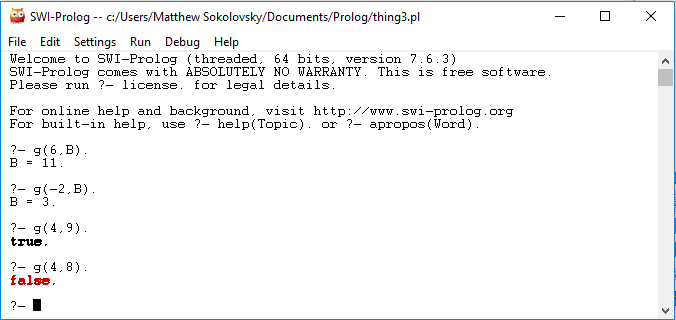 SWI-Prolog -- c:/Users/Matthew Sokolovsky/Documents/Prolog/thing3.pl
File Edit Settings Run Debug Help
Welcome to SWI-Prolog (threaded, 64 bits, version 7.6.3)
SWI-Prolog comes with ABSOLUTELY NO WARRANTY. This is free software.
Please run ?- license. for legal details.
For online help and background, visit http://www.swi-prolog.org
For built-in help, use ?- help(Topic). or ?- apropos(Word).
?- g(6,B).
B = 11.
?- g(-2,B).
B = 3.
?- g(4,9).
true.
?- g(4,8).
false.
?-